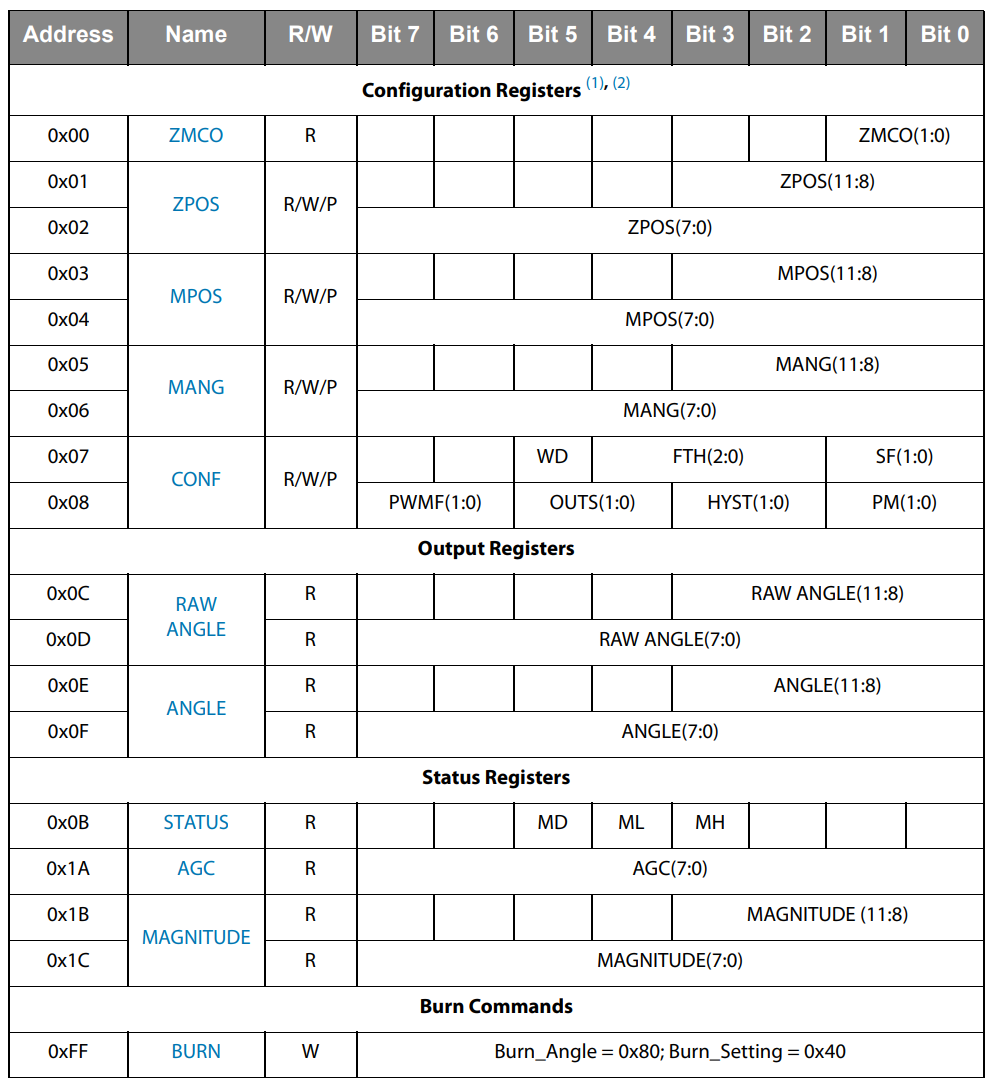 Address Name R/W Bit 7 Bit 6 Bit 5 Bit 4 Bit 3 Bit 2 Bit 1 Bit 0
Configuration Registers (1), (2)
0x00 ZMCO R ZMCO(1:0)
0x01 ZPOS R/W/P ZPOS(11:8)
0x02 ZPOS(7:0)
0x03 MPOS R/W/P MPOS(11:8)
0x04 MPOS(7:0)
0x05 MANG R/W/P MANG(11:8)
0x06 MANG(7:0)
0x07 CONF R/W/P WD FTH(2:0) SF(1:0)
0x08 PWMF(1:0) OUTS(1:0) HYST(1:0) PM(1:0)
Output Registers
0x0C RAW ANGLE R RAW ANGLE(11:8)
0x0D R RAW ANGLE(7:0)
0x0E ANGLE R ANGLE(11:8)
0x0F R ANGLE(7:0)
Status Registers
0x0B STATUS R MD ML MH
0x1A AGC R AGC(7:0)
0x1B MAGNITUDE R MAGNITUDE (11:8)
0x1C R MAGNITUDE(7:0)
Burn Commands
0xFF BURN W Burn_Angle = 0x80; Burn_Setting = 0x40